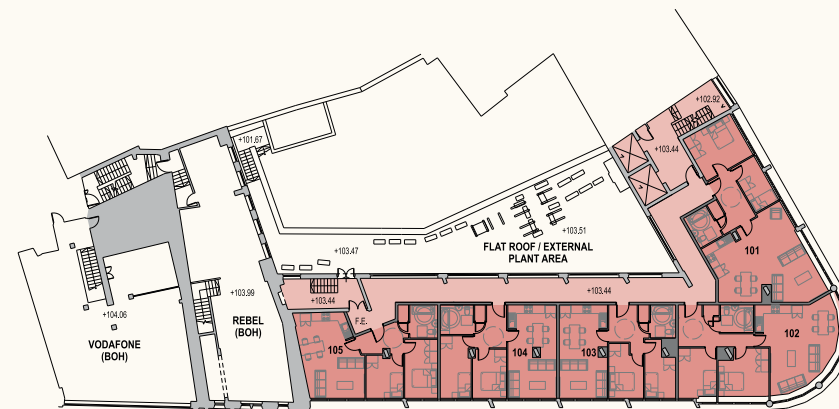 +102.92
+101.67
+103.44
+103.51
+103.47
FLAT ROOF / EXTERNAL
PLANT AREA
101
+103.99
+103.44
+103.44
+104.06
F.E.
REBEL
(BOH)
VODAFONE
(BOH)
105
104
103
102